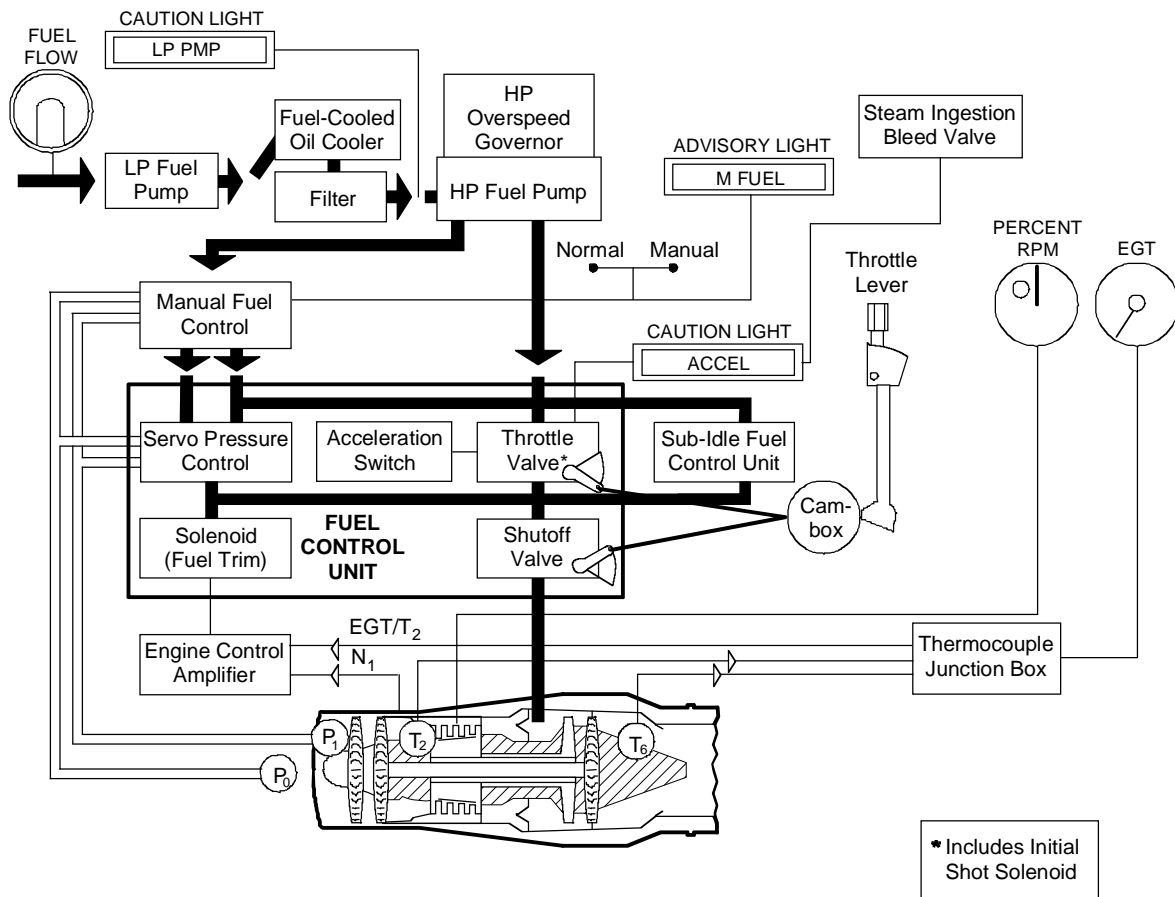 CAUTION LIGHT
LP PMP
FUEL
FLOW
HP
Overspeed
Governor
Fuel-Cooled
Oil Cooler
Steam Ingestion
Bleed Valve
ADVISORY LIGHT
M FUEL
LP Fuel
Pump
Filter
HP Fuel Pump
PERCENT
RPM
EGT
Normal
Manual
Throttle
Lever
Manual Fuel
Control
CAUTION LIGHT
ACCEL
Servo Pressure
Control
Acceleration
Switch
Throttle
Valve*
Sub-Idle Fuel
Control Unit
Cam-
box
Solenoid
(Fuel Trim)
FUEL
CONTROL
UNIT
Shutoff
Valve
EGT/T2
N1
Engine Control
Amplifier
Thermocouple
Junction Box
P1
T2
T6
P0
* Includes Initial
Shot Solenoid